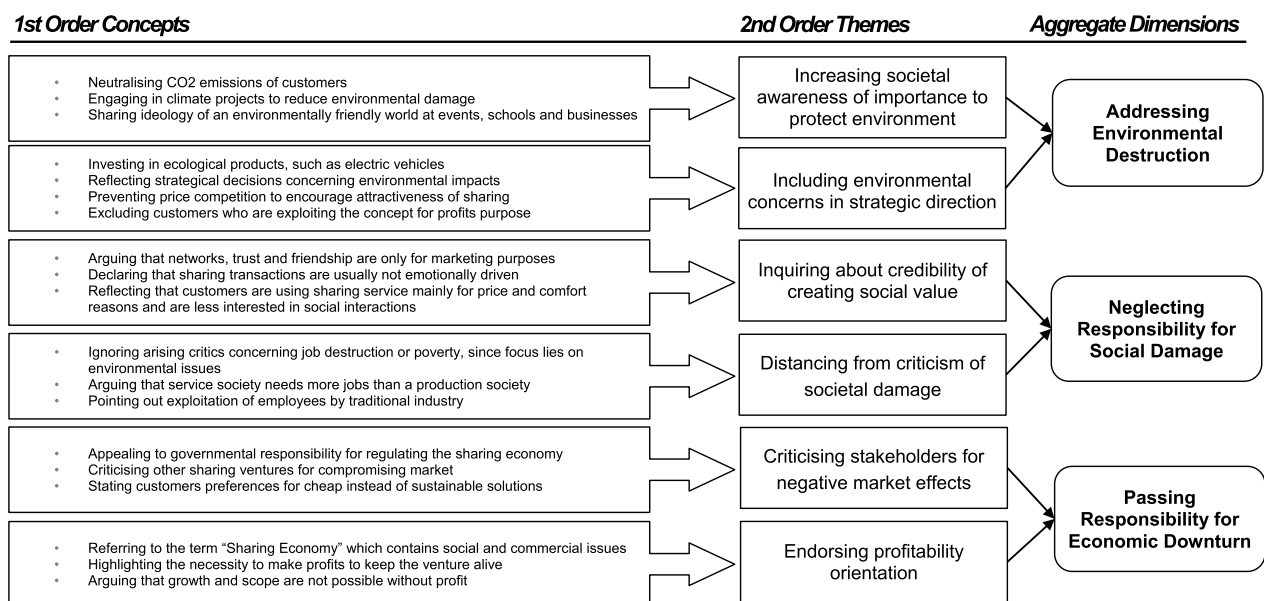 1st Order Concepts
2nd Order Themes
Aggregate Dimensions
• Neutralising CO2 emissions of customers
• Engaging in climate projects to reduce environmental damage
• Sharing ideology of an environmentally friendly world at events, schools and businesses
Increasing societal
awareness of importance to
protect environment
• Investing in ecological products, such as electric vehicles
• Reflecting strategical decisions concerning environmental impacts
• Preventing price competition to encourage attractiveness of sharing
• Excluding customers who are exploiting the concept for profits purpose
Including environmental
concerns in strategic direction
Addressing
Environmental
Destruction
• Arguing that networks, trust and friendship are only for marketing purposes
• Declaring that sharing transactions are usually not emotionally driven
• Reflecting that customers are using sharing service mainly for price and comfort
reasons and are less interested in social interactions
Inquiring about credibility of
creating social value
• Ignoring arising critics concerning job destruction or poverty, since focus lies on
environmental issues
• Arguing that service society needs more jobs than a production society
• Pointing out exploitation of employees by traditional industry
Distancing from criticism of
societal damage
Neglecting
Responsibility for
Social Damage
• Appealing to governmental responsibility for regulating the sharing economy
• Criticising other sharing ventures for compromising market
• Stating customers preferences for cheap instead of sustainable solutions
Criticising stakeholders for
negative market effects
• Referring to the term “Sharing Economy” which contains social and commercial issues
• Highlighting the necessity to make profits to keep the venture alive
• Arguing that growth and scope are not possible without profit
Endorsing profitability
orientation
Passing
Responsibility for
Economic Downturn